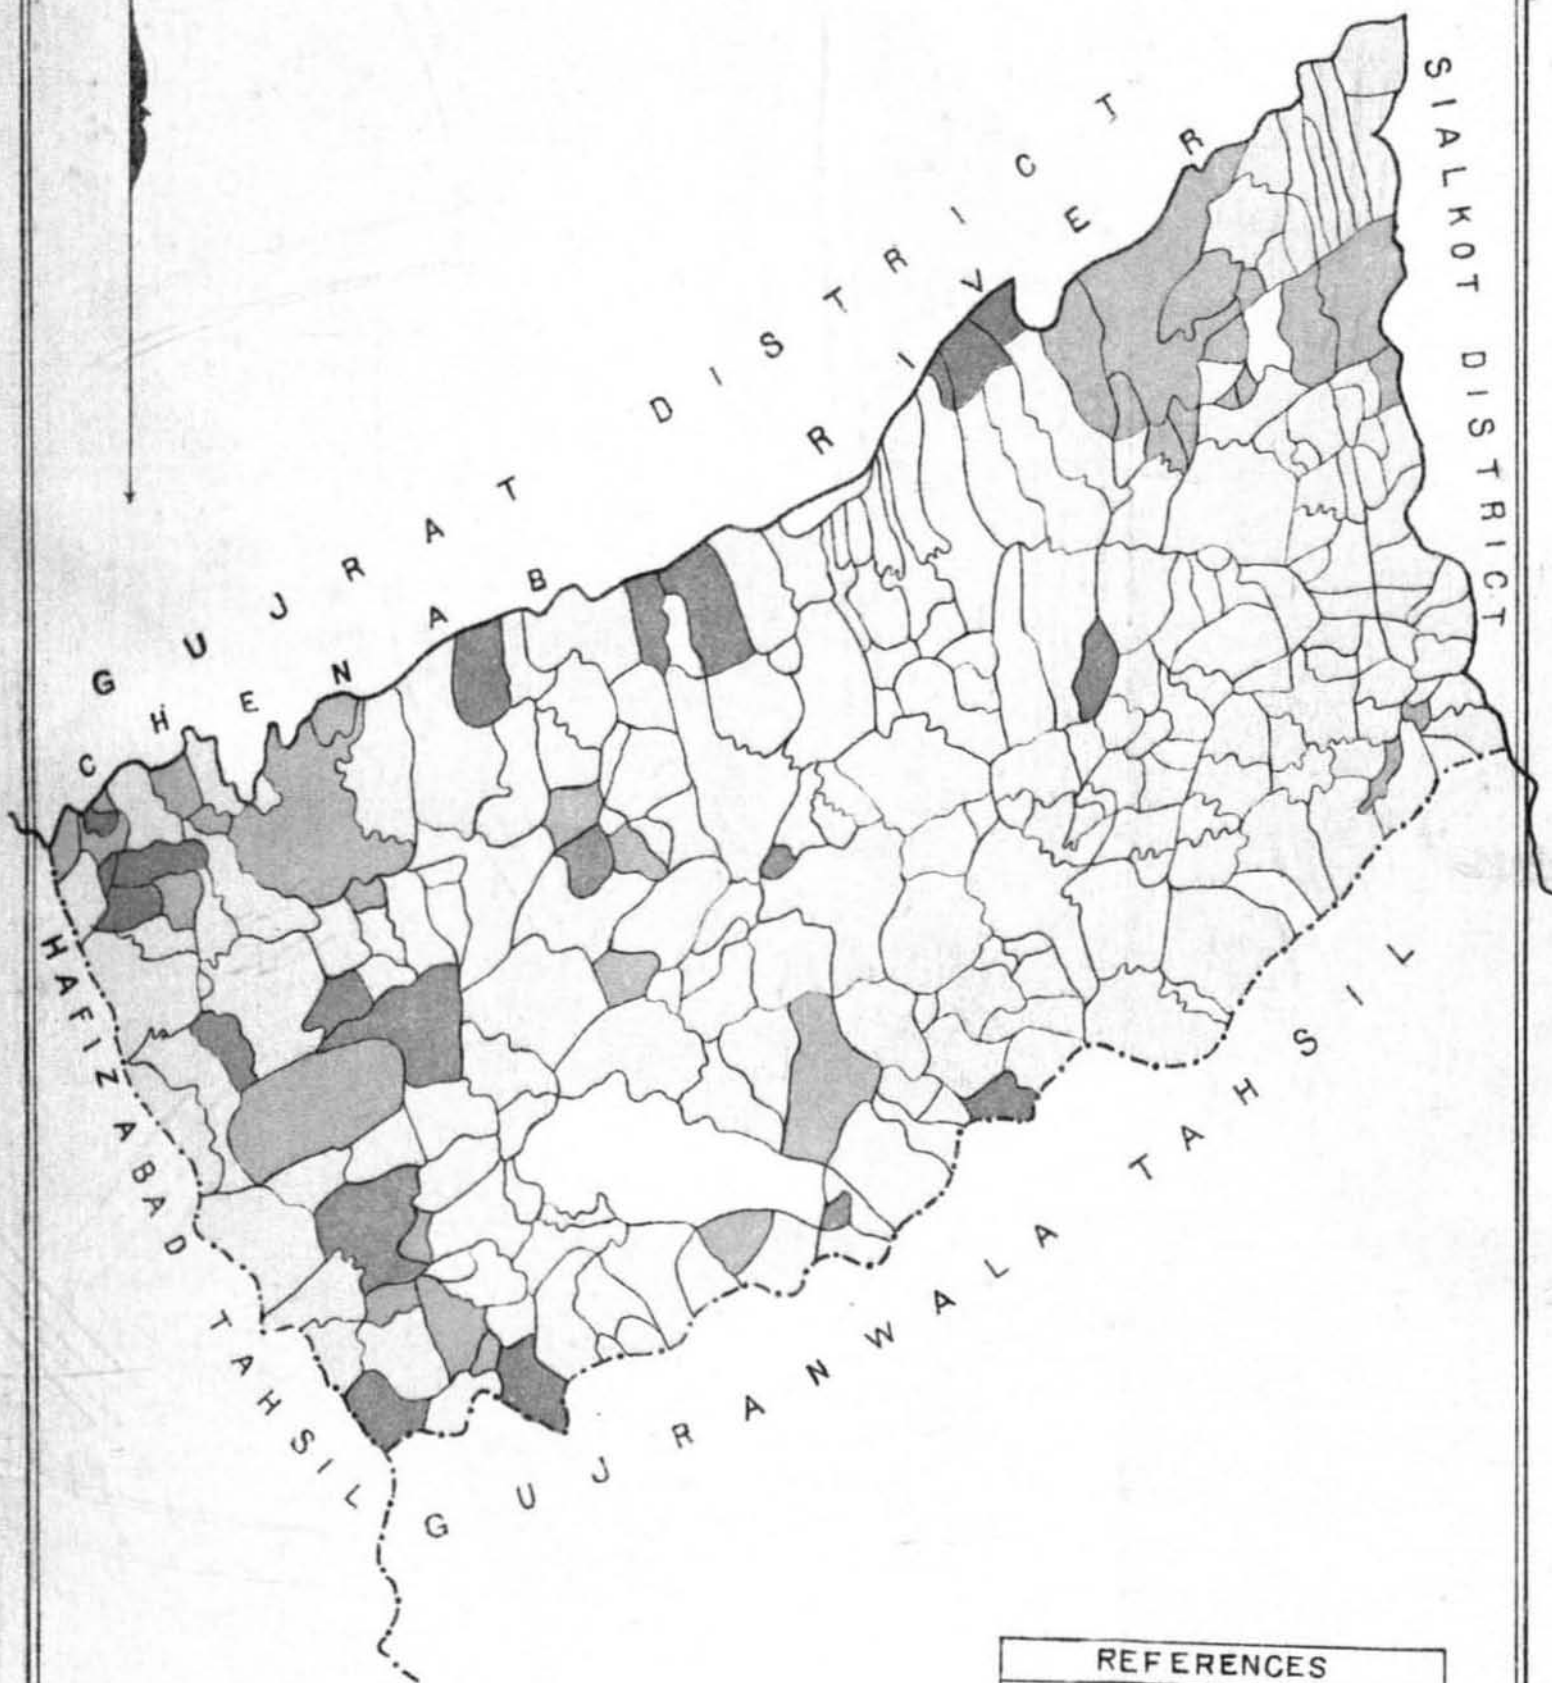 GUJRAT DISTRICT
CHENAB RIVER
SIALKOT DISTRICT
HAFIZABAD TAHSIL
GUJRANWALA TAHSIL
REFERENCES